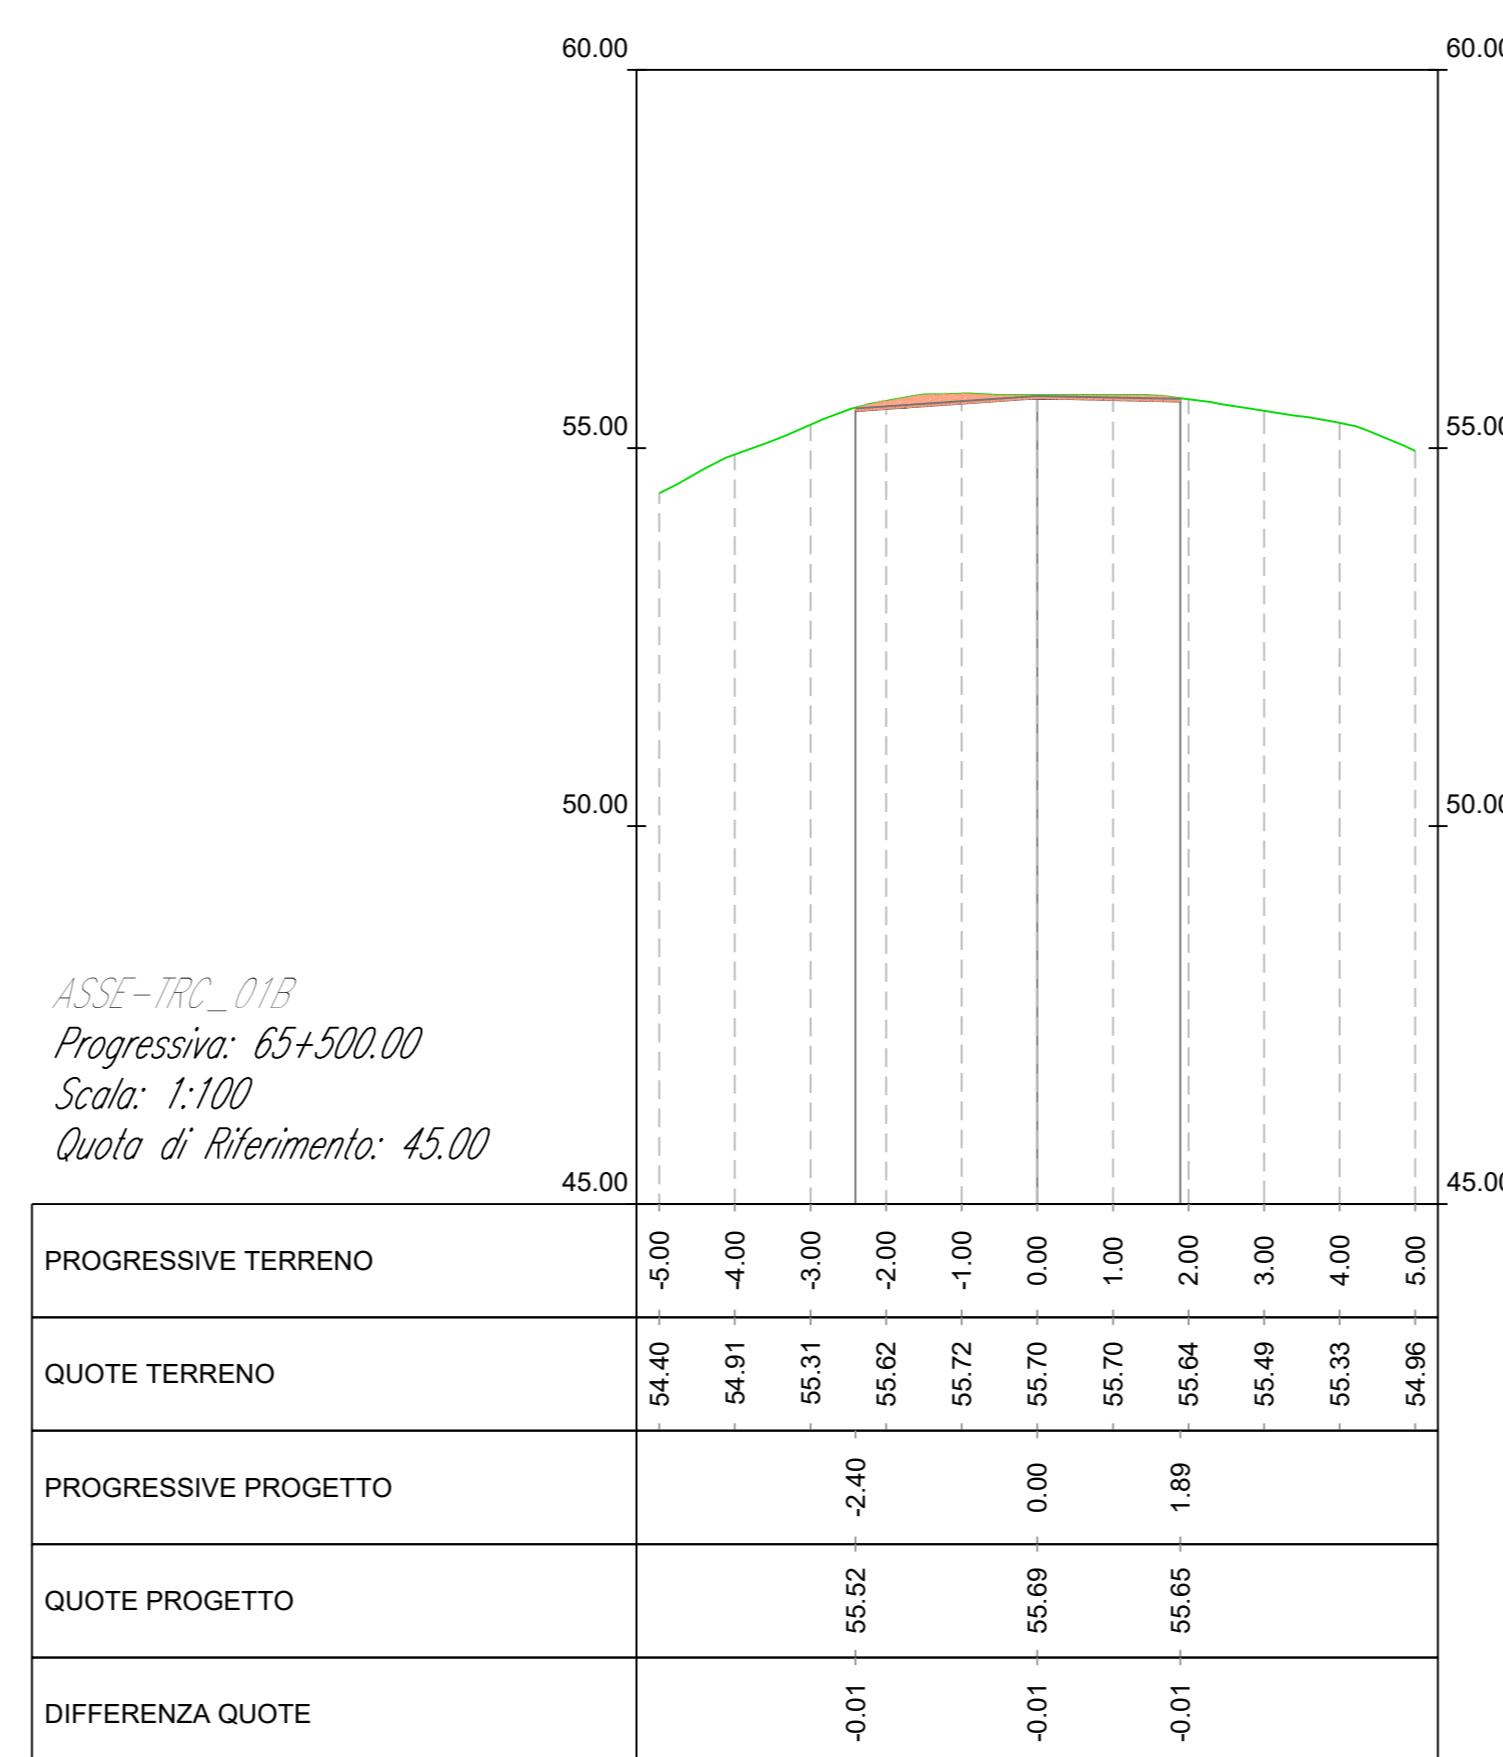 60.00 60.00
55.00 55.00
50.00 50.00
ASSE-TRC_01B
Progressiva: 65+500.00
Scala: 1:100
Quota di Riferimento: 45.00
45.00 45.00
PROGRESSIVE TERRENO -5.00 -4.00 -3.00 -2.00 -1.00 0.00 1.00 2.00 3.00 4.00 5.00
QUOTE TERRENO 54.40 54.91 55.31 55.62 55.72 55.70 55.70 55.64 55.49 55.33 54.96
PROGRESSIVE PROGETTO -2.40 0.00 1.89
QUOTE PROGETTO 55.52 55.69 55.65
DIFFERENZA QUOTE -0.01 -0.01 -0.01